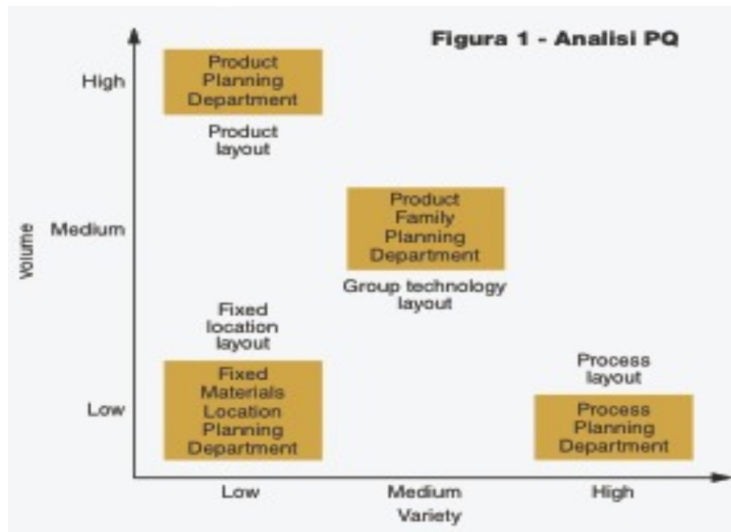 Figura 1 - Analisi PQ
High
Product
Planning
Department
Product
layout
Volume
Medium
Product
Family
Planning
Department
Group technology
layout
Fixed
location
layout
Low
Fixed
Materials
Location
Planning
Department
Process
layout
Process
Planning
Department
Low
Medium
High
Variety